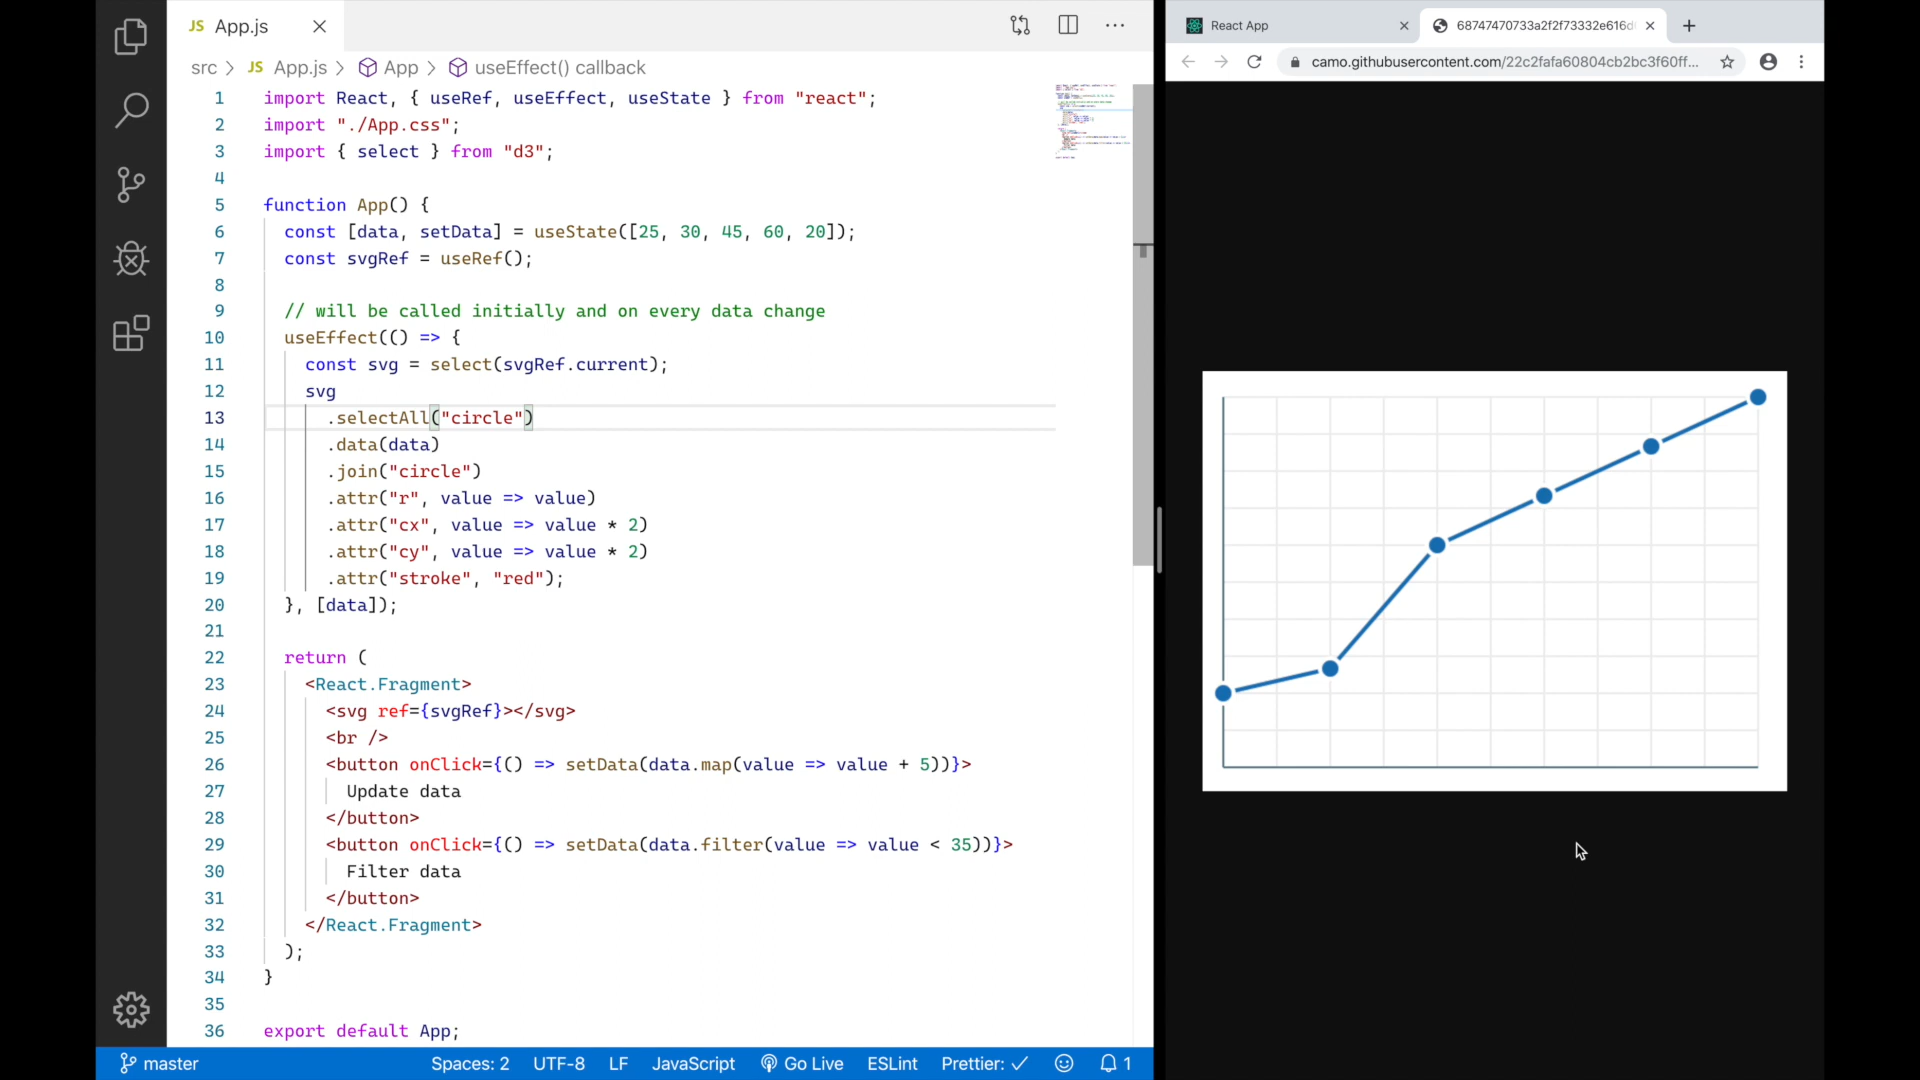 JS App.js
src > JS App.js > App > useEffect() callback
1 import React, { useRef, useEffect, useState } from "react";
2 import "./App.css";
3 import { select } from "d3";
4
5 function App() {
6 const [data, setData] = useState([25, 30, 45, 60, 20]);
7 const svgRef = useRef();
8
9 // will be called initially and on every data change
10 useEffect(() => {
11 const svg = select(svgRef.current);
12 svg
13 .selectAll("circle")
14 .data(data)
15 .join("circle")
16 .attr("r", value => value)
17 .attr("cx", value => value * 2)
18 .attr("cy", value => value * 2)
19 .attr("stroke", "red");
20 }, [data]);
21
22 return (
23 <React.Fragment>
24 <svg ref={svgRef}></svg>
25 <br />
26 <button onClick={() => setData(data.map(value => value + 5))}>
27 Update data
28 </button>
29 <button onClick={() => setData(data.filter(value => value < 35))}>
30 Filter data
31 </button>
32 </React.Fragment>
33 );
34 }
35
36 export default App;
master Spaces: 2 UTF-8 LF JavaScript Go Live ESLint Prettier: ✓ 1
React App
68747470733a2f2f73332e616d
camo.githubusercontent.com/22c2fafa60804cb2bc3f60ff...